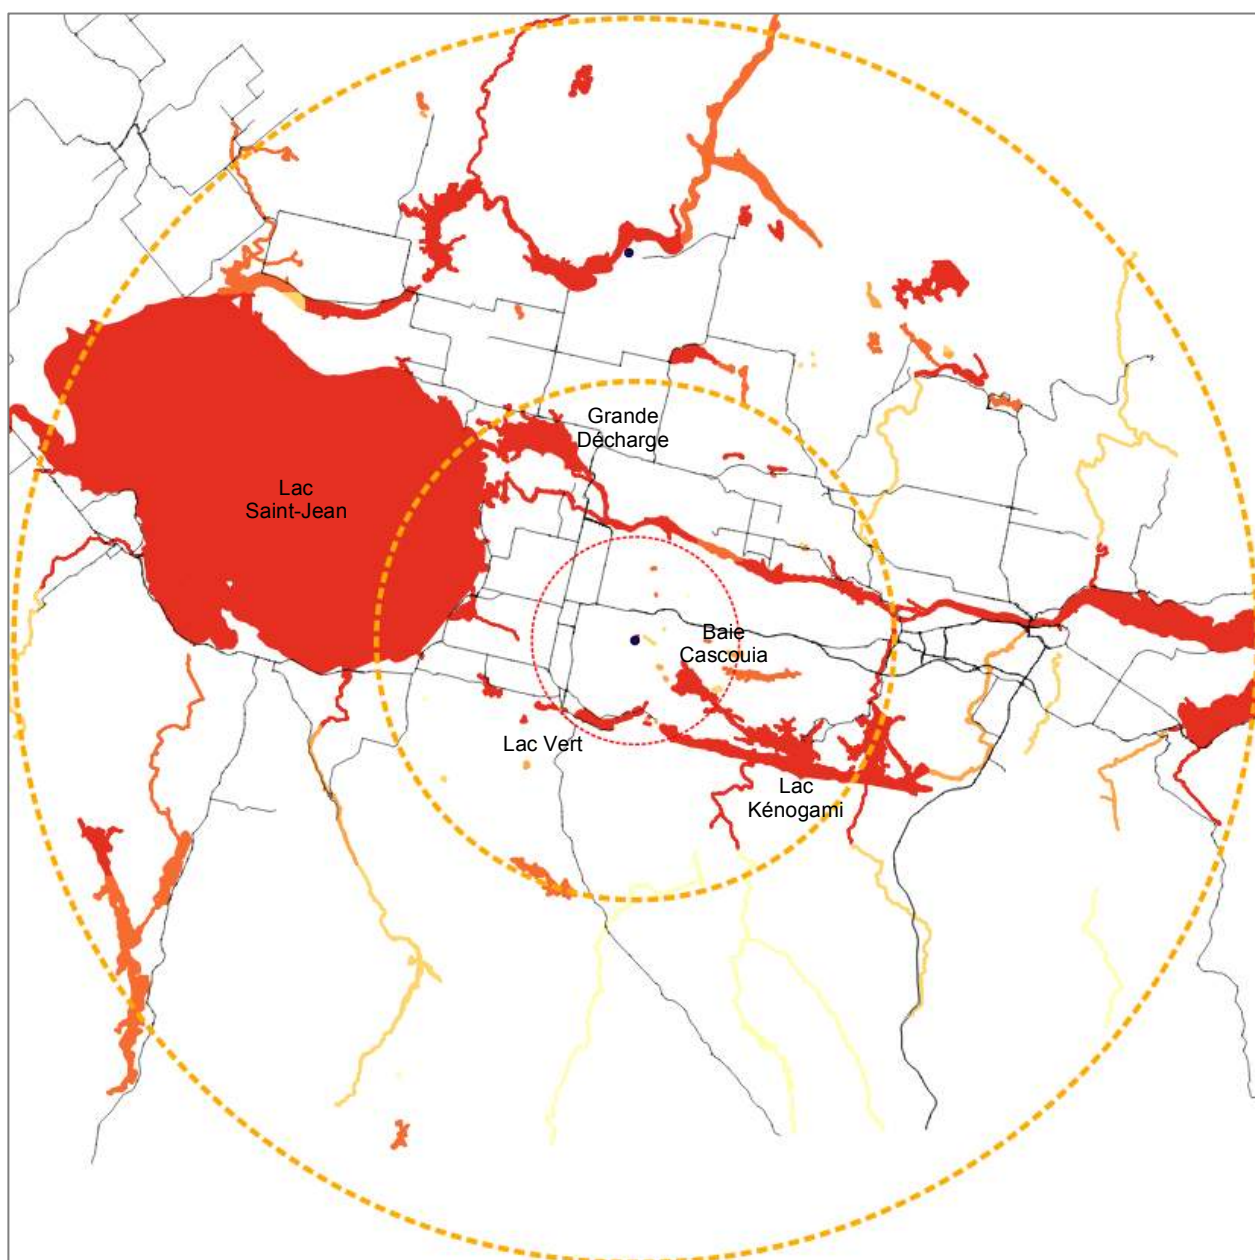 Grande
Décharge
Lac
Saint-Jean
Baie
Cascouia
Lac Vert
Lac
Kénogami